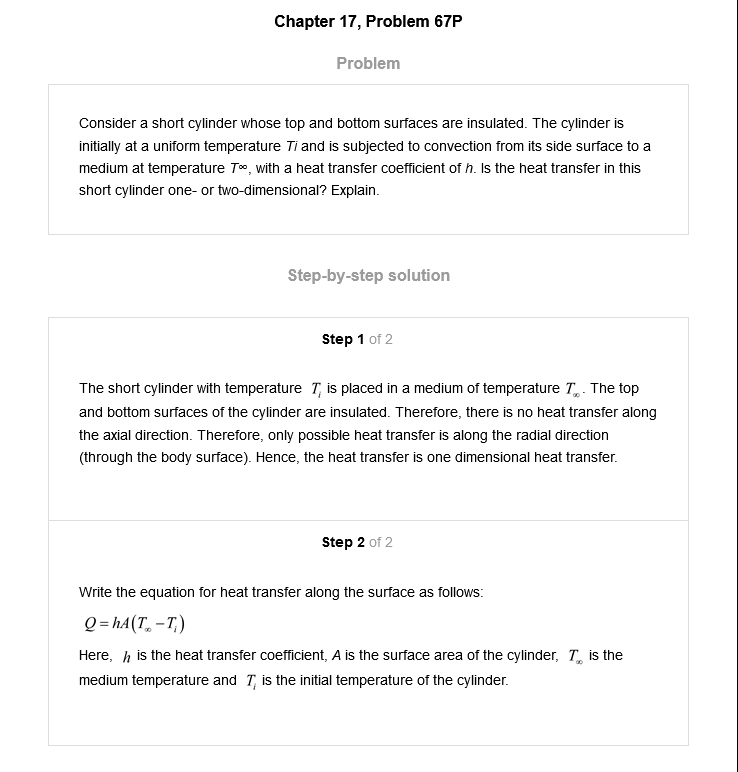 Chapter 17, Problem 67P
Problem
Consider a short cylinder whose top and bottom surfaces are insulated. The cylinder is
initially at a uniform temperature Ti and is subjected to convection from its side surface to a
medium at temperature T∞, with a heat transfer coefficient of h. Is the heat transfer in this
short cylinder one- or two-dimensional? Explain.
Step-by-step solution
Step 1 of 2
The short cylinder with temperature T_i is placed in a medium of temperature T_∞. The top
and bottom surfaces of the cylinder are insulated. Therefore, there is no heat transfer along
the axial direction. Therefore, only possible heat transfer is along the radial direction
(through the body surface). Hence, the heat transfer is one dimensional heat transfer.
Step 2 of 2
Write the equation for heat transfer along the surface as follows:
Q = hA(T_∞ − T_i)
Here, h is the heat transfer coefficient, A is the surface area of the cylinder, T_∞ is the
medium temperature and T_i is the initial temperature of the cylinder.